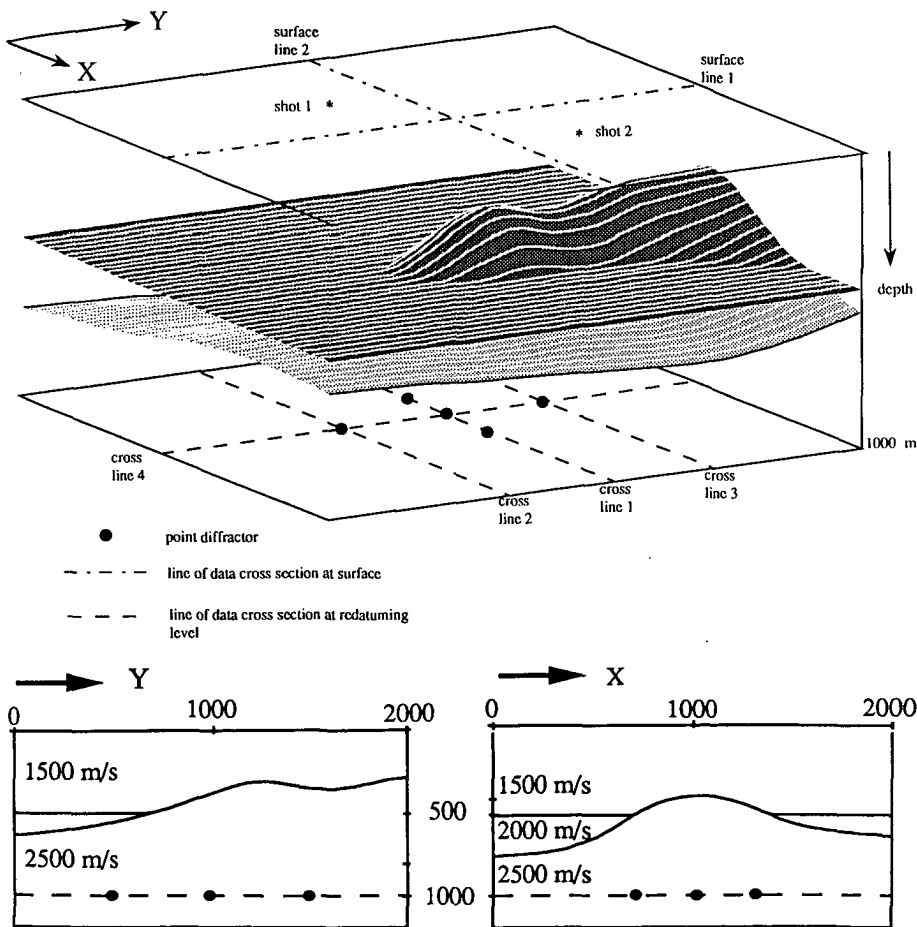 Y
X
surface
line 2
surface
line 1
shot 1 *
* shot 2
depth
1000 m
cross
line 4
cross
line 3
cross
line 1
cross
line 2
point diffractor
line of data cross section at surface
line of data cross section at redatuming
level
Y
X
0 1000 2000
0 1000 2000
1500 m/s
500
1500 m/s
2000 m/s
2500 m/s
2500 m/s
1000